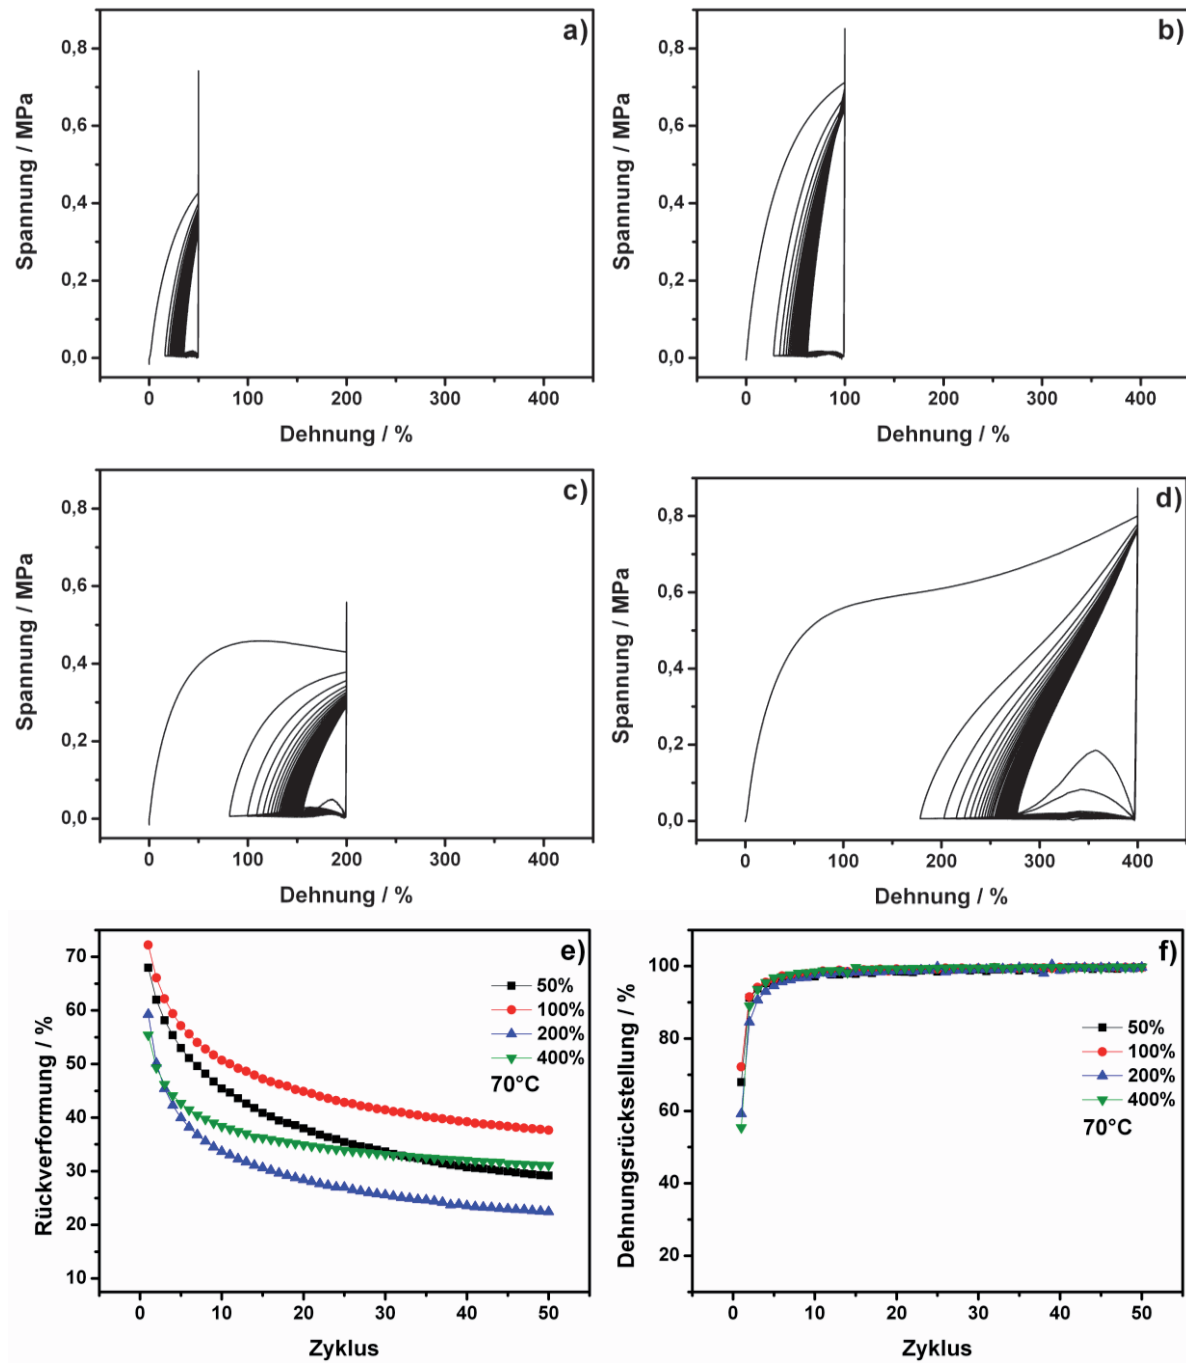 a)
0,8
0,6
0,4
0,2
0,0
Spannung / MPa
0 100 200 300 400
Dehnung / %
b)
0,8
0,6
0,4
0,2
0,0
Spannung / MPa
0 100 200 300 400
Dehnung / %
c)
0,8
0,6
0,4
0,2
0,0
Spannung / MPa
0 100 200 300 400
Dehnung / %
d)
0,8
0,6
0,4
0,2
0,0
Spannung / MPa
0 100 200 300 400
Dehnung / %
e)
70
60
50
40
30
20
10
Rückverformung / %
50%
100%
200%
400%
70°C
0 10 20 30 40 50
Zyklus
f)
100
80
60
40
20
Dehnungsrückstellung / %
50%
100%
200%
400%
70°C
0 10 20 30 40 50
Zyklus